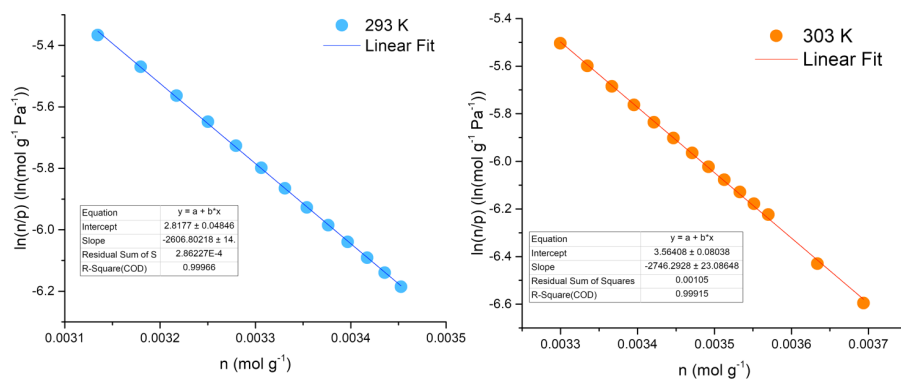 293 K
Linear Fit
ln(n/p) (ln(mol g⁻¹ Pa⁻¹))
-5.4
-5.6
-5.8
-6.0
-6.2
Equation y = a + b*x
Intercept 2.8177 ± 0.04846
Slope -2606.80218 ± 14.
Residual Sum of S 2.86227E-4
R-Square(COD) 0.99966
0.0031 0.0032 0.0033 0.0034 0.0035
n (mol g⁻¹)
303 K
Linear Fit
ln(n/p) (ln(mol g⁻¹ Pa⁻¹))
-5.4
-5.6
-5.8
-6.0
-6.2
-6.4
-6.6
Equation y = a + b*x
Intercept 3.56408 ± 0.08038
Slope -2746.2928 ± 23.08648
Residual Sum of Squares 0.00105
R-Square(COD) 0.99915
0.0033 0.0034 0.0035 0.0036 0.0037
n (mol g⁻¹)